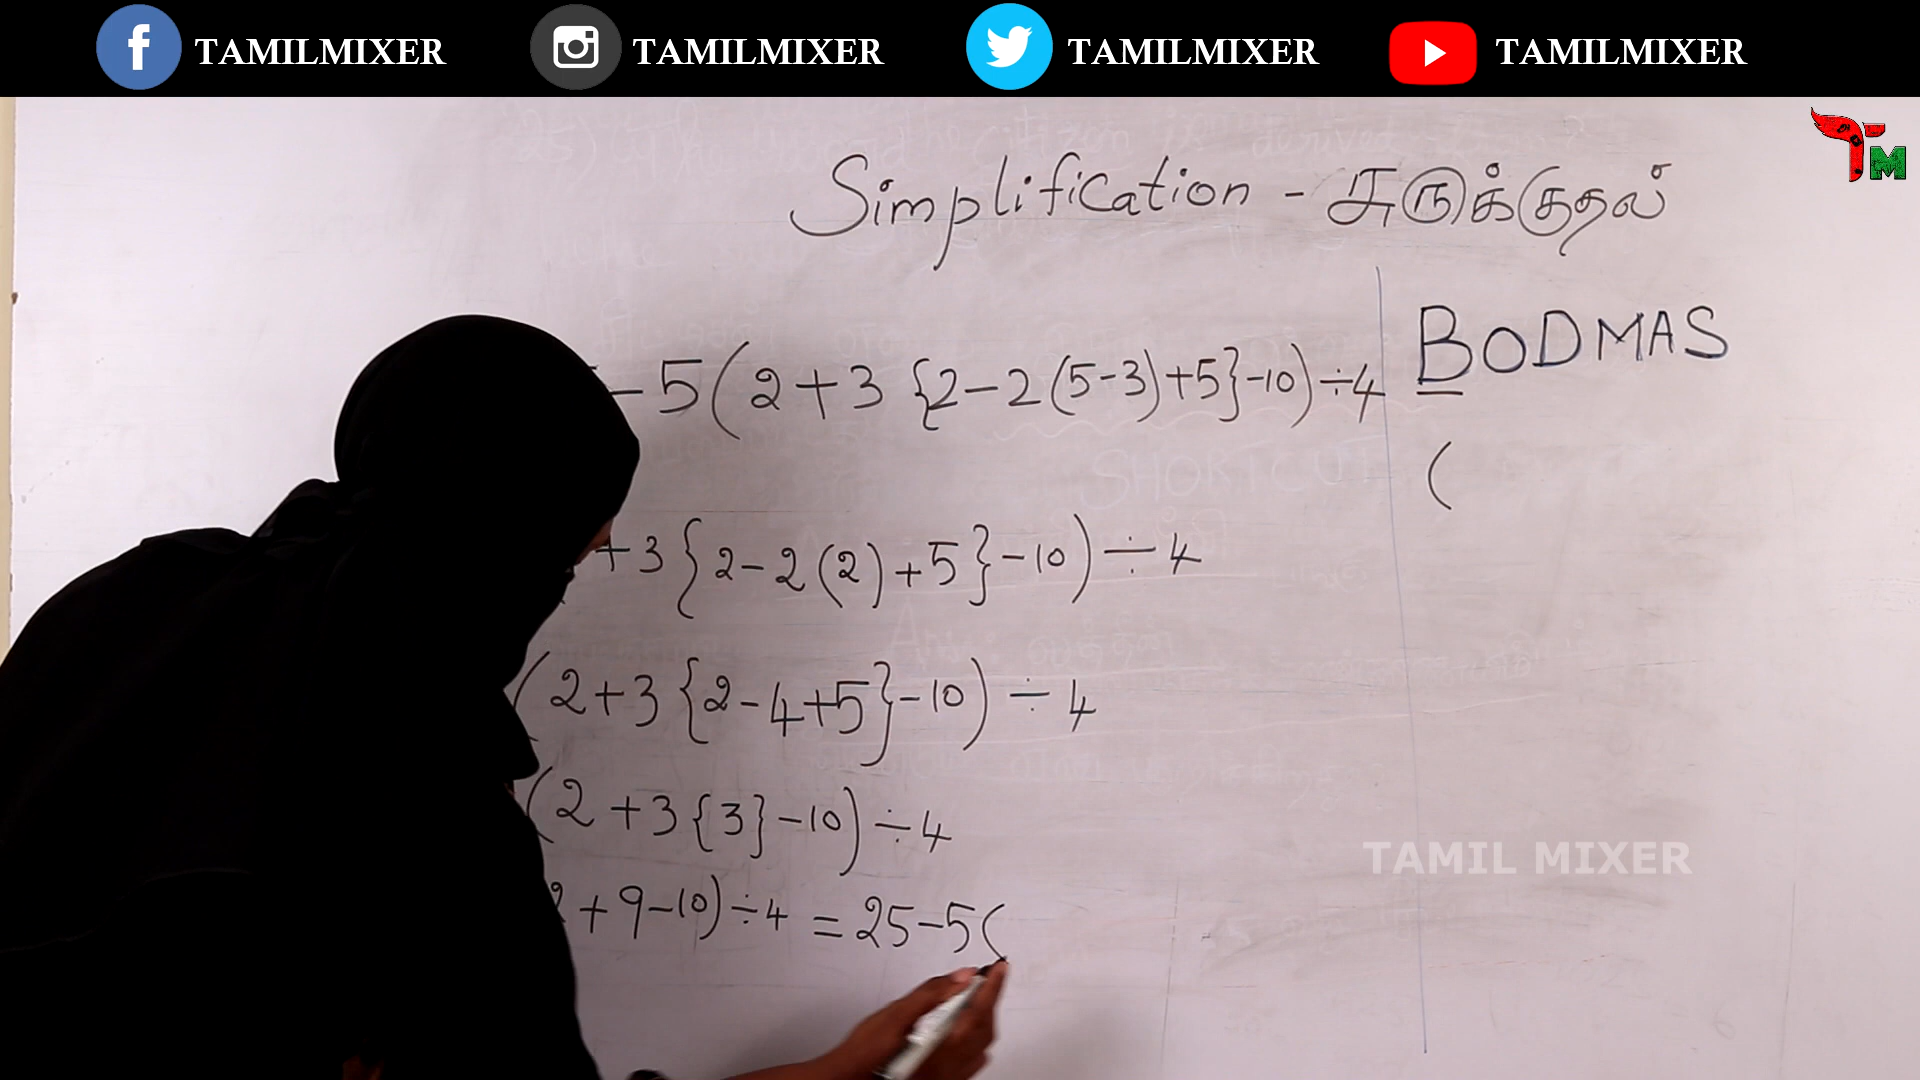 TAMILMIXER TAMILMIXER TAMILMIXER TAMILMIXER
TM
Simplification - சுருக்குதல்
- 5 ( 2 + 3 { 2 - 2 ( 5 - 3 ) + 5 } - 10 ) ÷ 4
BODMAS
(
+ 3 { 2 - 2 ( 2 ) + 5 } - 10 ) ÷ 4
( 2 + 3 { 2 - 4 + 5 } - 10 ) ÷ 4
( 2 + 3 { 3 } - 10 ) ÷ 4
+ 9 - 10 ) ÷ 4 = 25 - 5 (
TAMIL MIXER
SHORTCUT